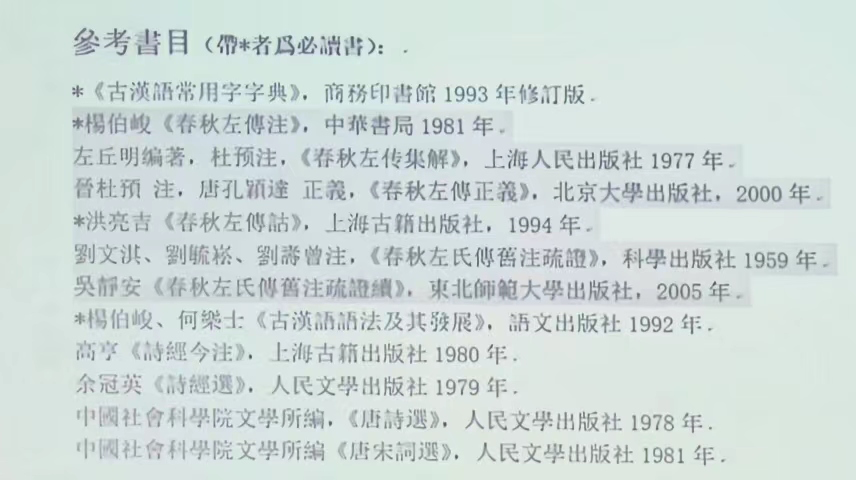 參考書目（帶*者爲必讀書）：.
*《古漢語常用字字典》，商務印書館 1993 年修訂版.
*楊伯峻《春秋左傳注》，中華書局 1981 年.
左丘明编著，杜预注，《春秋左传集解》，上海人民出版社 1977 年.
晉杜預 注，唐孔穎達 正義，《春秋左傳正義》，北京大學出版社，2000 年.
*洪亮吉《春秋左傳詁》，上海古籍出版社，1994 年.
劉文淇、劉毓崧、劉壽曾注，《春秋左氏傳舊注疏證》，科學出版社 1959 年.
吳靜安《春秋左氏傳舊注疏證續》，東北師範大學出版社，2005 年.
*楊伯峻、何樂士《古漢語語法及其發展》，語文出版社 1992 年.
高亨《詩經今注》，上海古籍出版社 1980 年.
余冠英《詩經選》，人民文學出版社 1979 年.
中國社會科學院文學所編，《唐詩選》，人民文學出版社 1978 年.
中國社會科學院文學所編《唐宋詞選》，人民文學出版社 1981 年.